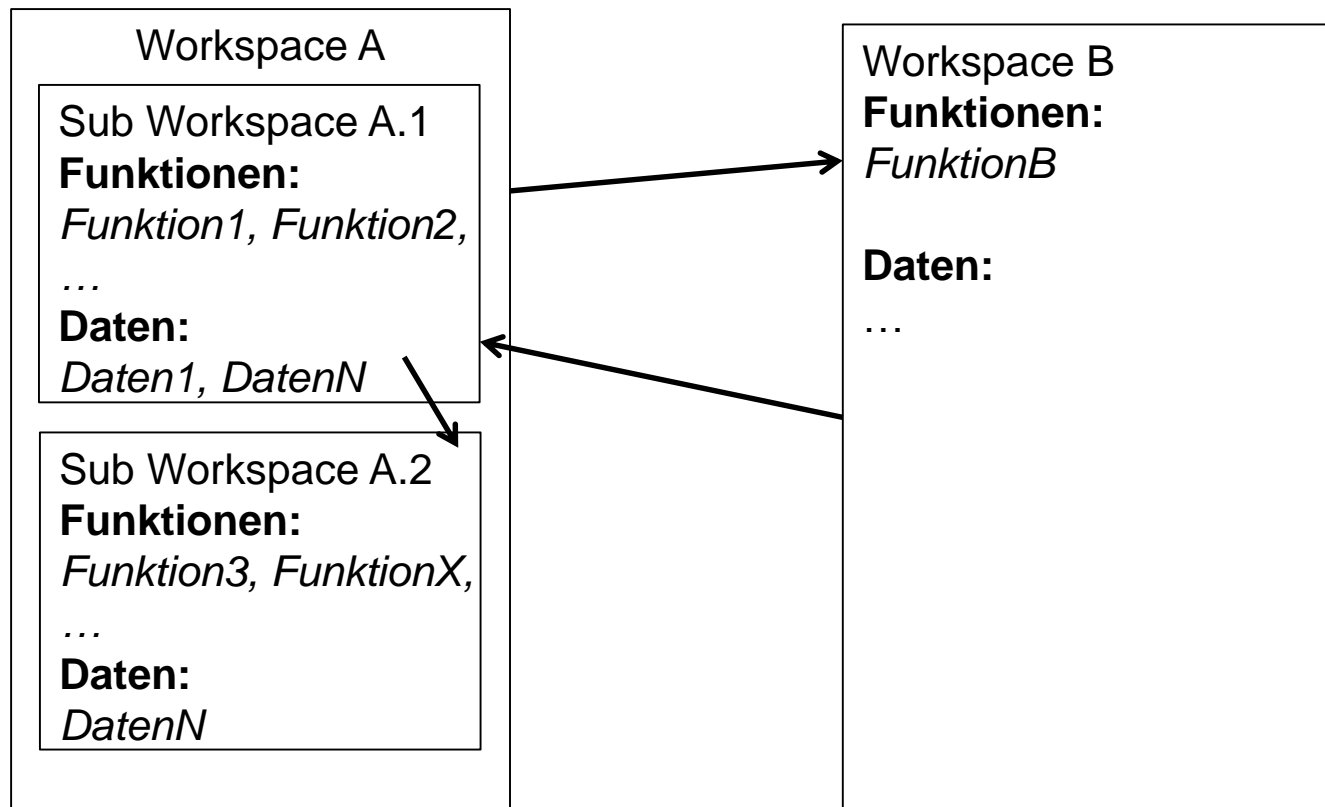 Workspace A
Sub Workspace A.1
Funktionen:
Funktion1, Funktion2,
…
Daten:
Daten1, DatenN
Sub Workspace A.2
Funktionen:
Funktion3, FunktionX,
…
Daten:
DatenN
Workspace B
Funktionen:
FunktionB
Daten:
…